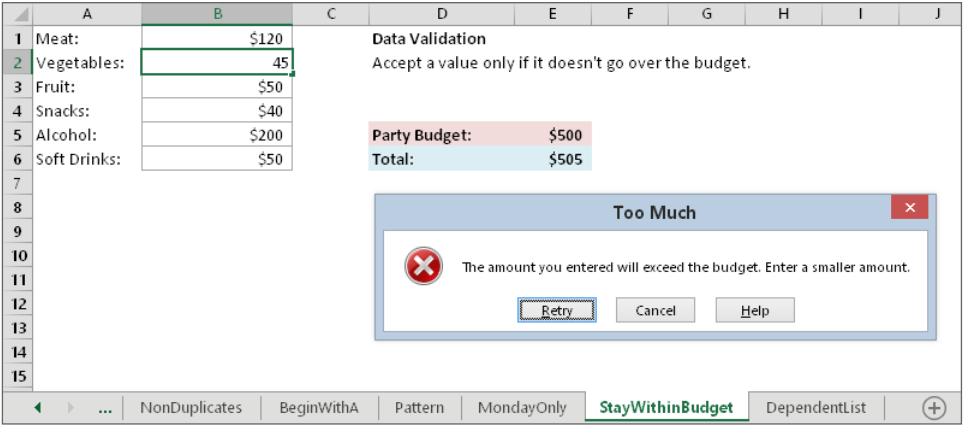 A B C D E F G H I J
1 Meat: $120 Data Validation
2 Vegetables: 45 Accept a value only if it doesn't go over the budget.
3 Fruit: $50
4 Snacks: $40
5 Alcohol: $200 Party Budget: $500
6 Soft Drinks: $50 Total: $505
7
8 Too Much
9
10 The amount you entered will exceed the budget. Enter a smaller amount.
11
12 Retry Cancel Help
13
14
15
... NonDuplicates BeginWithA Pattern MondayOnly StayWithinBudget DependentList